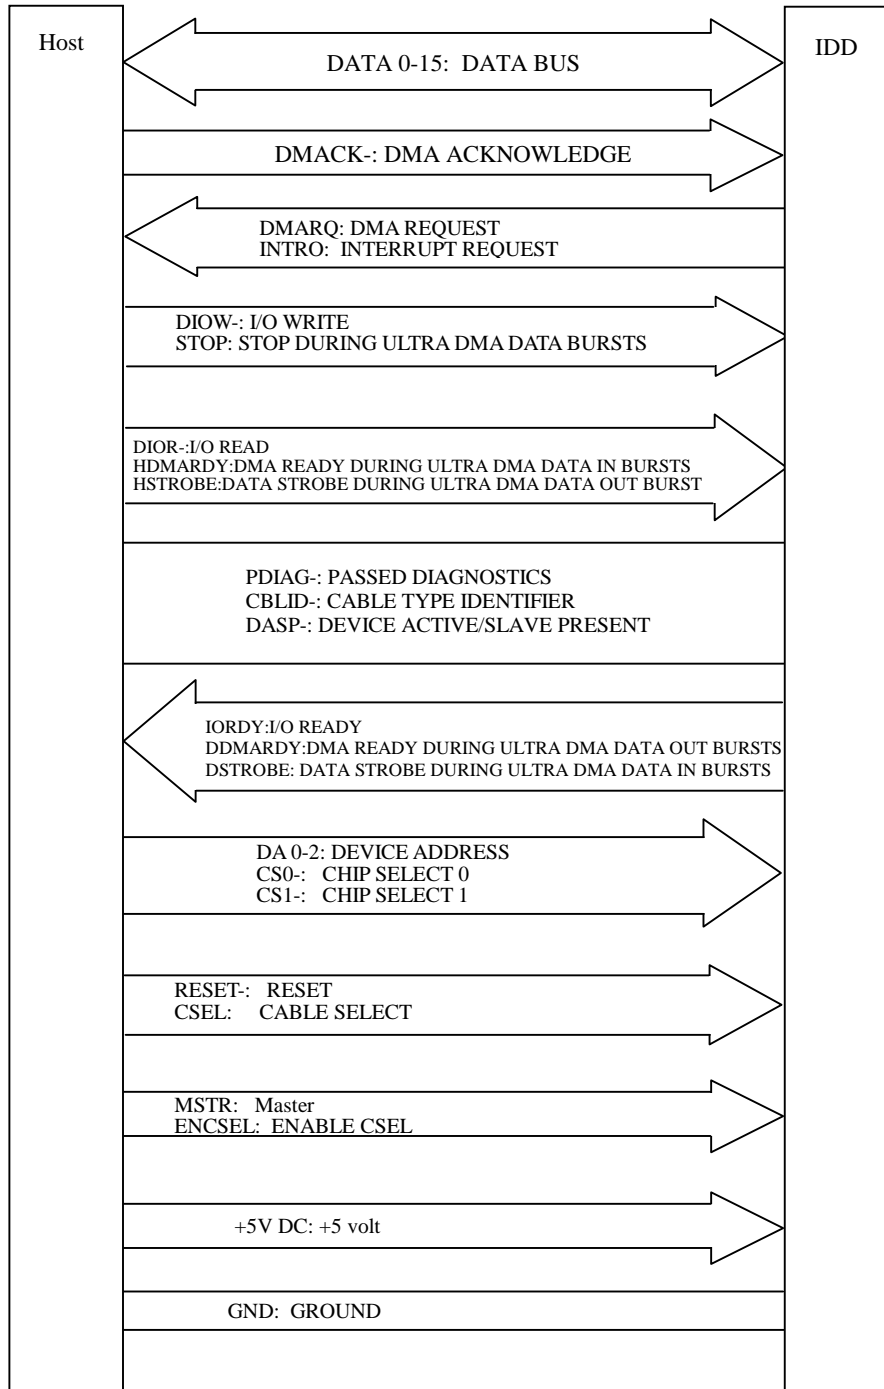 Host
IDD
DATA 0-15: DATA BUS
DMACK-: DMA ACKNOWLEDGE
DMARQ: DMA REQUEST
INTRO: INTERRUPT REQUEST
DIOW-: I/O WRITE
STOP: STOP DURING ULTRA DMA DATA BURSTS
DIOR-:I/O READ
HDMARDY:DMA READY DURING ULTRA DMA DATA IN BURSTS
HSTROBE:DATA STROBE DURING ULTRA DMA DATA OUT BURST
PDIAG-: PASSED DIAGNOSTICS
CBLID-: CABLE TYPE IDENTIFIER
DASP-: DEVICE ACTIVE/SLAVE PRESENT
IORDY:I/O READY
DDMARDY:DMA READY DURING ULTRA DMA DATA OUT BURSTS
DSTROBE: DATA STROBE DURING ULTRA DMA DATA IN BURSTS
DA 0-2: DEVICE ADDRESS
CS0-: CHIP SELECT 0
CS1-: CHIP SELECT 1
RESET-: RESET
CSEL: CABLE SELECT
MSTR: Master
ENCSEL: ENABLE CSEL
+5V DC: +5 volt
GND: GROUND